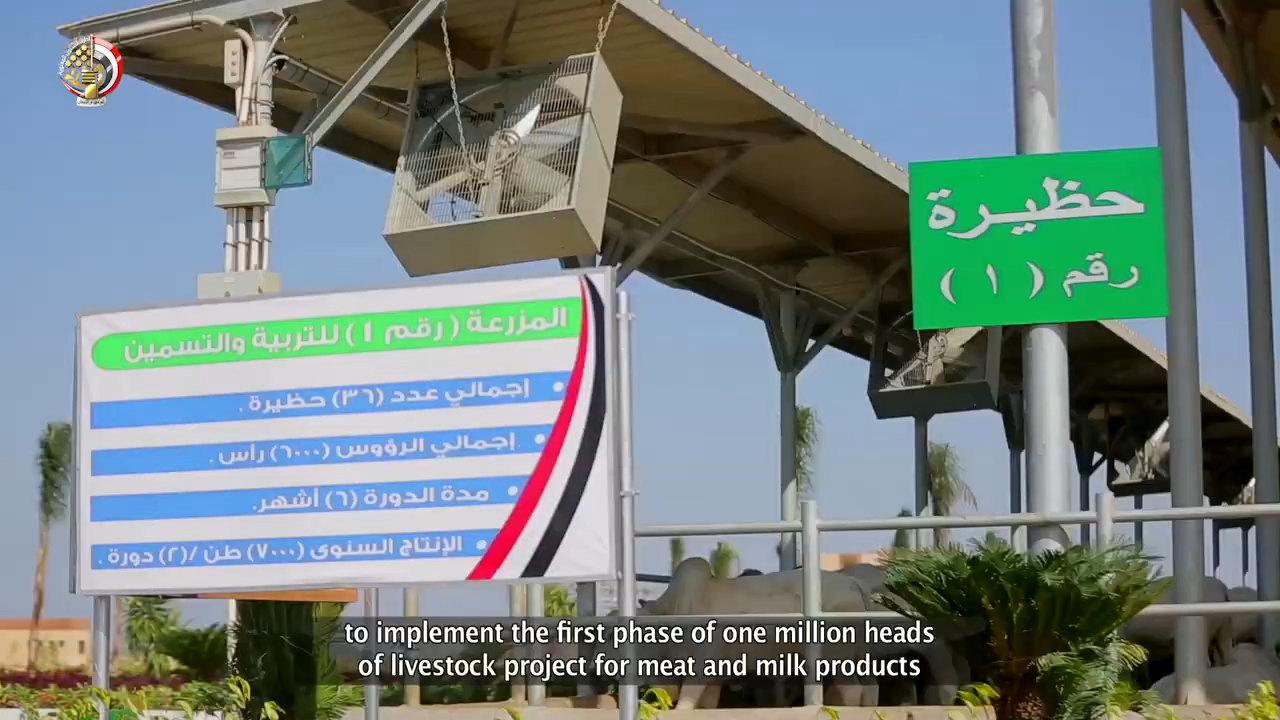 حظيرة
رقم ( ١ )
المزرعة ( رقم 1 ) للتربية والتسمين
• إجمالي عدد (٣٦) حظيرة .
• إجمالي الرؤوس (٦٠٠٠) رأس .
• مدة الدورة (٦) أشهر.
• الإنتاج السنوى (٧٠٠٠) طن /(٢) دورة .
to implement the first phase of one million heads
of livestock project for meat and milk products